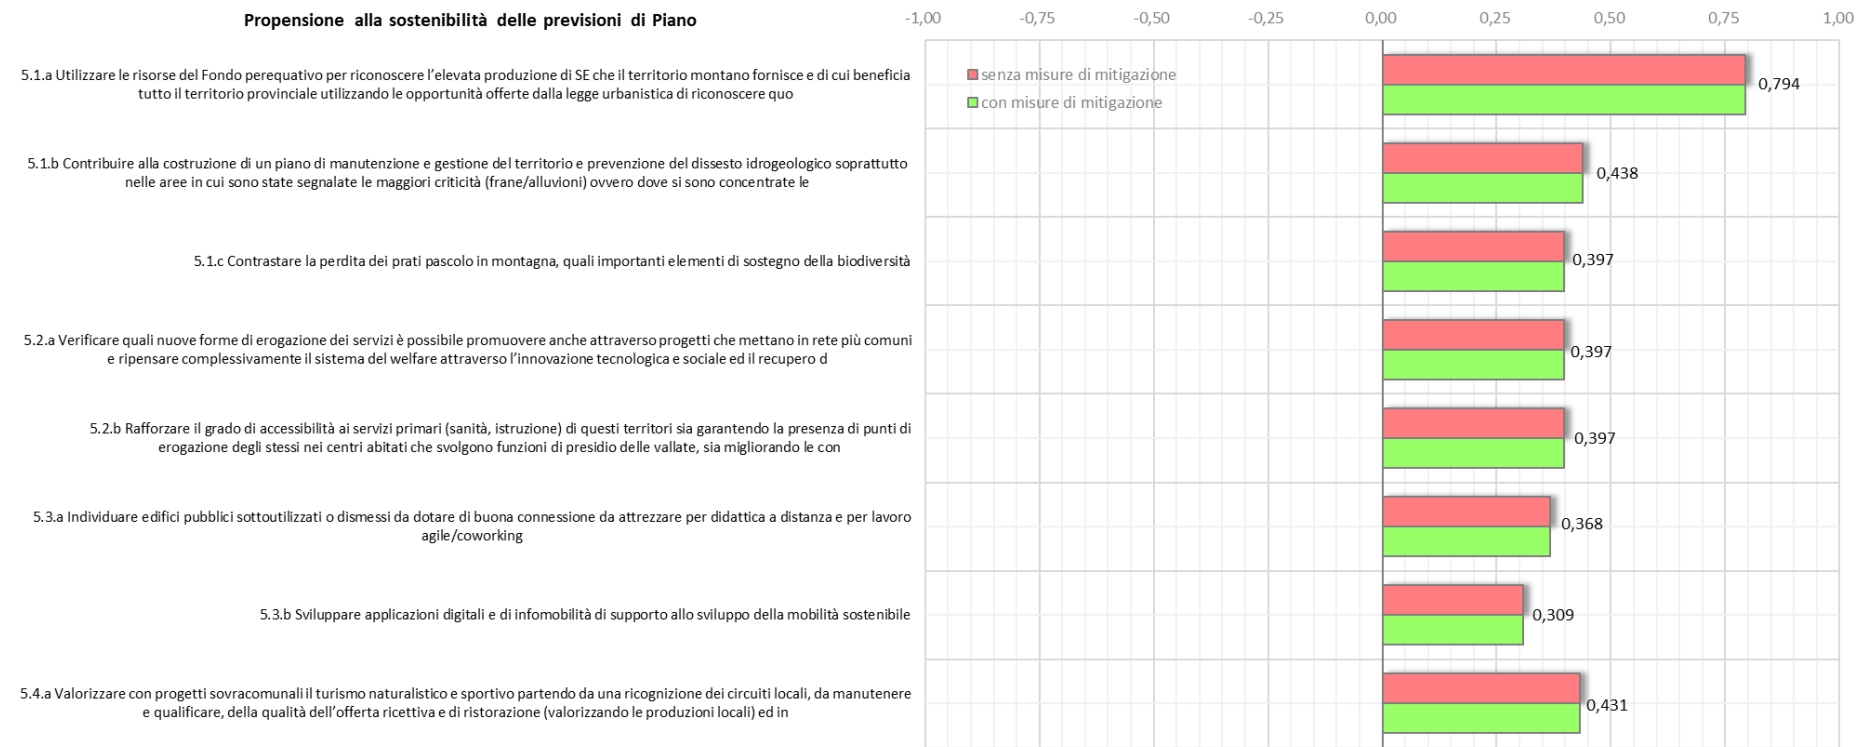 Propensione alla sostenibilità delle previsioni di Piano
-1,00 -0,75 -0,50 -0,25 0,00 0,25 0,50 0,75 1,00
senza misure di mitigazione
con misure di mitigazione
5.1.a Utilizzare le risorse del Fondo perequativo per riconoscere l’elevata produzione di SE che il territorio montano fornisce e di cui beneficia
tutto il territorio provinciale utilizzando le opportunità offerte dalla legge urbanistica di riconoscere quo
0,794
5.1.b Contribuire alla costruzione di un piano di manutenzione e gestione del territorio e prevenzione del dissesto idrogeologico soprattutto
nelle aree in cui sono state segnalate le maggiori criticità (frane/alluvioni) ovvero dove si sono concentrate le
0,438
5.1.c Contrastare la perdita dei prati pascolo in montagna, quali importanti elementi di sostegno della biodiversità
0,397
5.2.a Verificare quali nuove forme di erogazione dei servizi è possibile promuovere anche attraverso progetti che mettano in rete più comuni
e ripensare complessivamente il sistema del welfare attraverso l’innovazione tecnologica e sociale ed il recupero d
0,397
5.2.b Rafforzare il grado di accessibilità ai servizi primari (sanità, istruzione) di questi territori sia garantendo la presenza di punti di
erogazione degli stessi nei centri abitati che svolgono funzioni di presidio delle vallate, sia migliorando le con
0,397
5.3.a Individuare edifici pubblici sottoutilizzati o dismessi da dotare di buona connessione da attrezzare per didattica a distanza e per lavoro
agile/coworking
0,368
5.3.b Sviluppare applicazioni digitali e di infomobilità di supporto allo sviluppo della mobilità sostenibile
0,309
5.4.a Valorizzare con progetti sovracomunali il turismo naturalistico e sportivo partendo da una ricognizione dei circuiti locali, da manutenere
e qualificare, della qualità dell’offerta ricettiva e di ristorazione (valorizzando le produzioni locali) ed in
0,431